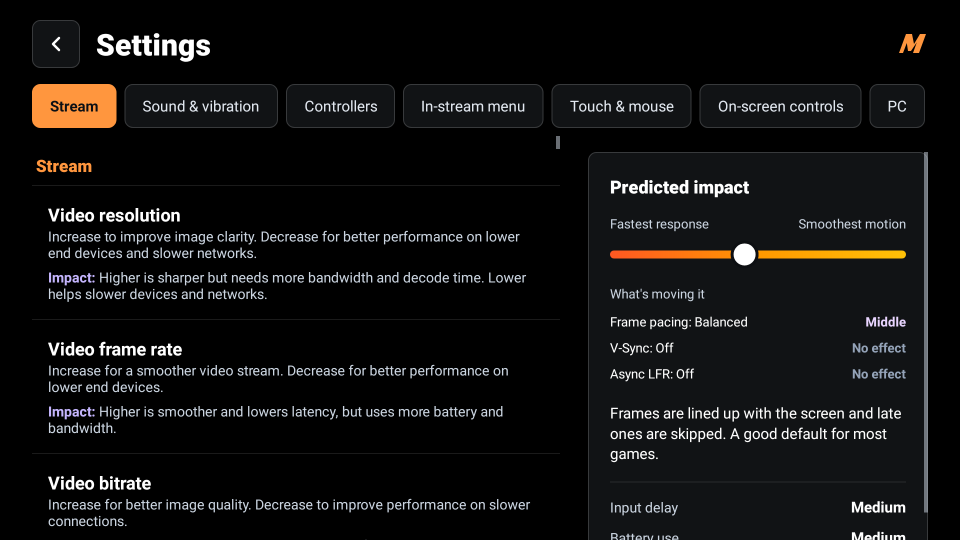 Settings
M
Stream
Sound & vibration
Controllers
In-stream menu
Touch & mouse
On-screen controls
PC
Stream
Video resolution
Increase to improve image clarity. Decrease for better performance on lower
end devices and slower networks.
Impact: Higher is sharper but needs more bandwidth and decode time. Lower
helps slower devices and networks.
Video frame rate
Increase for a smoother video stream. Decrease for better performance on
lower end devices.
Impact: Higher is smoother and lowers latency, but uses more battery and
bandwidth.
Video bitrate
Increase for better image quality. Decrease to improve performance on slower
connections.
Predicted impact
Fastest response
Smoothest motion
What's moving it
Frame pacing: Balanced
Middle
V-Sync: Off
No effect
Async LFR: Off
No effect
Frames are lined up with the screen and late
ones are skipped. A good default for most
games.
Input delay
Medium
Battery use
Medium